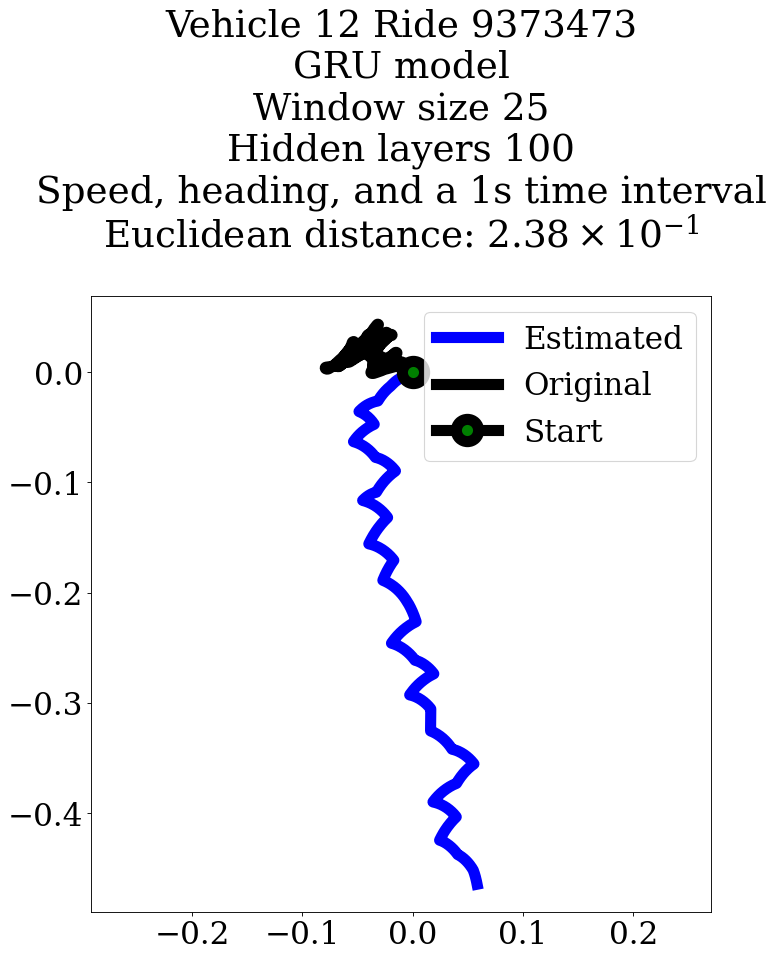 Vehicle 12 Ride 9373473
GRU model
Window size 25
Hidden layers 100
Speed, heading, and a 1s time interval
Euclidean distance: 2.38 × 10⁻¹
Estimated
Original
Start
0.0
−0.1
−0.2
−0.3
−0.4
−0.2 −0.1 0.0 0.1 0.2